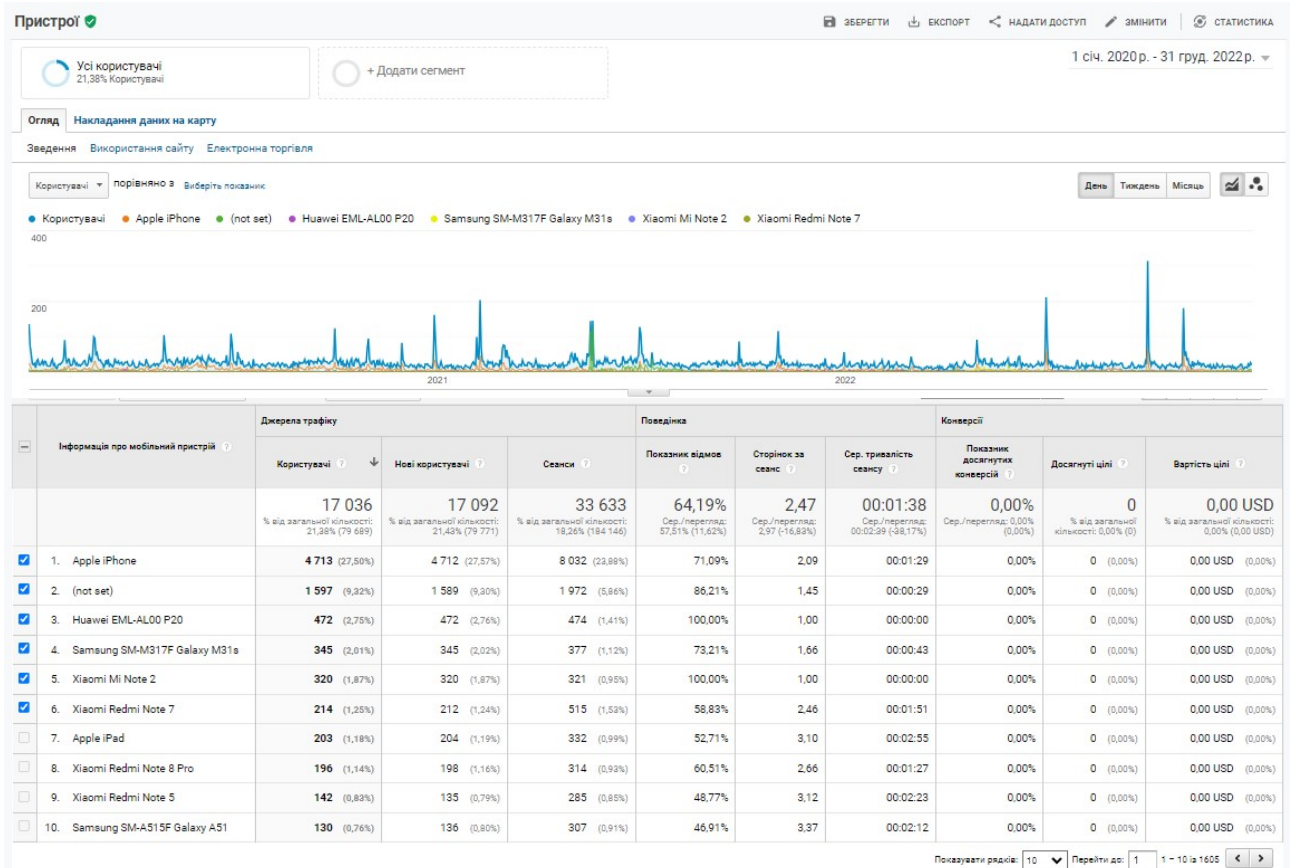 Пристрої
ЗБЕРЕГТИ ЕКСПОРТ НАДАТИ ДОСТУП ЗМІНИТИ СТАТИСТИКА
Усі користувачі
21,38% Користувачі
+ Додати сегмент
1 січ. 2020 р. - 31 груд. 2022 р.
Огляд Накладання даних на карту
Зведення Використання сайту Електронна торгівля
Користувачі порівняно з Виберіть показник
День Тиждень Місяць
Користувачі Apple iPhone (not set) Huawei EML-AL00 P20 Samsung SM-M317F Galaxy M31s Xiaomi Mi Note 2 Xiaomi Redmi Note 7
400
200
2021 2022
Інформація про мобільний пристрій
Джерела трафіку Поведінка Конверсії
Користувачі Нові користувачі Сеанси Показник відмов Сторінок за сеанс Сер. тривалість сеансу Показник досягнутих конверсій Досягнуті цілі Вартість цілі
17 036 17 092 33 633 64,19% 2,47 00:01:38 0,00% 0 0,00 USD
% від загальної кількості: 21,38% (79 689) % від загальної кількості: 21,43% (79 771) % від загальної кількості: 18,26% (184 146) Сер./перегляд: 57,51% (11,62%) Сер./перегляд: 2,97 (-16,83%) Сер./перегляд: 00:02:39 (-38,17%) Сер./перегляд: 0,00% (0,00%) % від загальної кількості: 0,00% (0) % від загальної кількості: 0,00% (0,00 USD)
1. Apple iPhone 4 713 (27,50%) 4 712 (27,57%) 8 032 (23,88%) 71,09% 2,09 00:01:29 0,00% 0 (0,00%) 0,00 USD (0,00%)
2. (not set) 1 597 (9,32%) 1 589 (9,30%) 1 972 (5,86%) 86,21% 1,45 00:00:29 0,00% 0 (0,00%) 0,00 USD (0,00%)
3. Huawei EML-AL00 P20 472 (2,75%) 472 (2,76%) 474 (1,41%) 100,00% 1,00 00:00:00 0,00% 0 (0,00%) 0,00 USD (0,00%)
4. Samsung SM-M317F Galaxy M31s 345 (2,01%) 345 (2,02%) 377 (1,12%) 73,21% 1,66 00:00:43 0,00% 0 (0,00%) 0,00 USD (0,00%)
5. Xiaomi Mi Note 2 320 (1,87%) 320 (1,87%) 321 (0,95%) 100,00% 1,00 00:00:00 0,00% 0 (0,00%) 0,00 USD (0,00%)
6. Xiaomi Redmi Note 7 214 (1,25%) 212 (1,24%) 515 (1,53%) 58,83% 2,46 00:01:51 0,00% 0 (0,00%) 0,00 USD (0,00%)
7. Apple iPad 203 (1,18%) 204 (1,19%) 332 (0,99%) 52,71% 3,10 00:02:55 0,00% 0 (0,00%) 0,00 USD (0,00%)
8. Xiaomi Redmi Note 8 Pro 196 (1,14%) 198 (1,16%) 314 (0,93%) 60,51% 2,66 00:01:27 0,00% 0 (0,00%) 0,00 USD (0,00%)
9. Xiaomi Redmi Note 5 142 (0,83%) 135 (0,79%) 285 (0,85%) 48,77% 3,12 00:02:23 0,00% 0 (0,00%) 0,00 USD (0,00%)
10. Samsung SM-A515F Galaxy A51 130 (0,76%) 136 (0,80%) 307 (0,91%) 46,91% 3,37 00:02:12 0,00% 0 (0,00%) 0,00 USD (0,00%)
Показувати рядків: 10 Перейти до: 1 1 – 10 із 1605